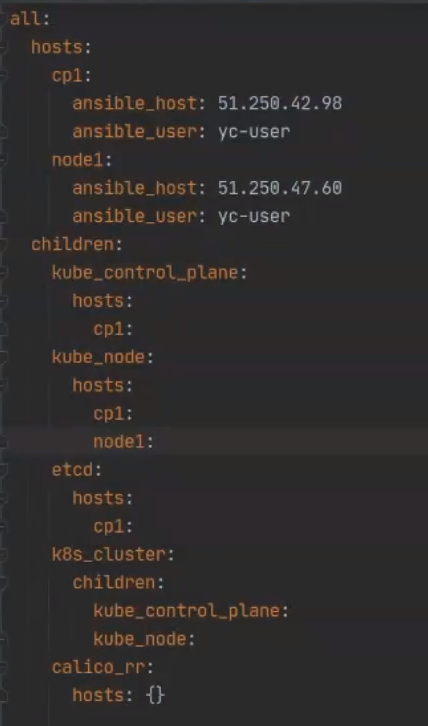 all:
  hosts:
    cp1:
      ansible_host: 51.250.42.98
      ansible_user: yc-user
    node1:
      ansible_host: 51.250.47.60
      ansible_user: yc-user
  children:
    kube_control_plane:
      hosts:
        cp1:
    kube_node:
      hosts:
        cp1:
        node1:
    etcd:
      hosts:
        cp1:
    k8s_cluster:
      children:
        kube_control_plane:
        kube_node:
    calico_rr:
      hosts: {}